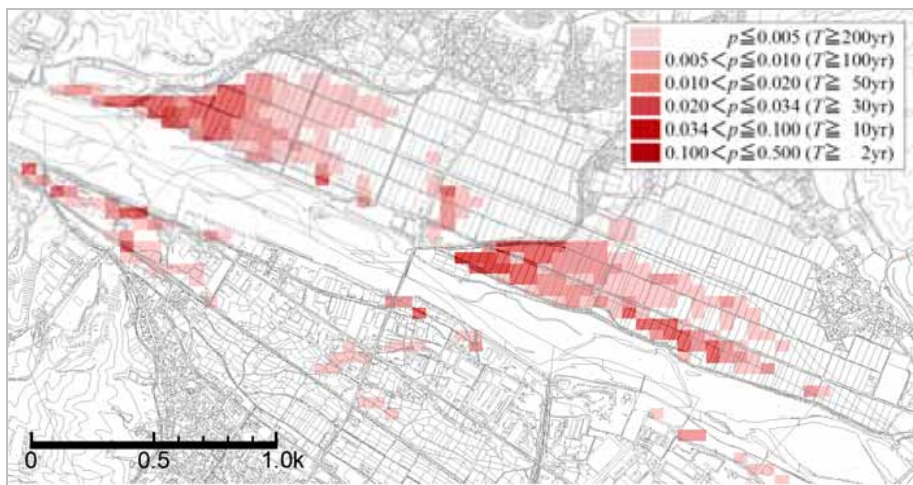 p≦0.005 (T≧200yr)
0.005<p≦0.010 (T≧100yr)
0.010<p≦0.020 (T≧ 50yr)
0.020<p≦0.034 (T≧ 30yr)
0.034<p≦0.100 (T≧ 10yr)
0.100<p≦0.500 (T≧ 2yr)
0 0.5 1.0k